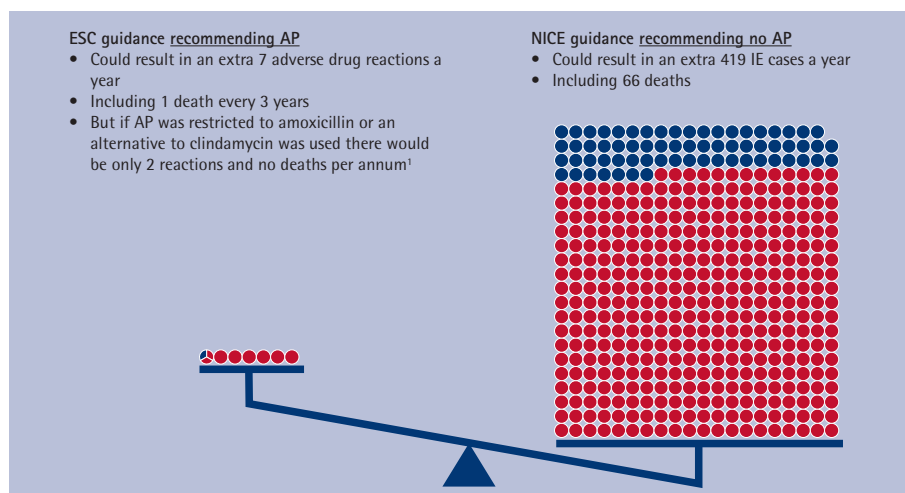 ESC guidance recommending AP
• Could result in an extra 7 adverse drug reactions a
year
• Including 1 death every 3 years
• But if AP was restricted to amoxicillin or an
alternative to clindamycin was used there would
be only 2 reactions and no deaths per annum¹
NICE guidance recommending no AP
• Could result in an extra 419 IE cases a year
• Including 66 deaths